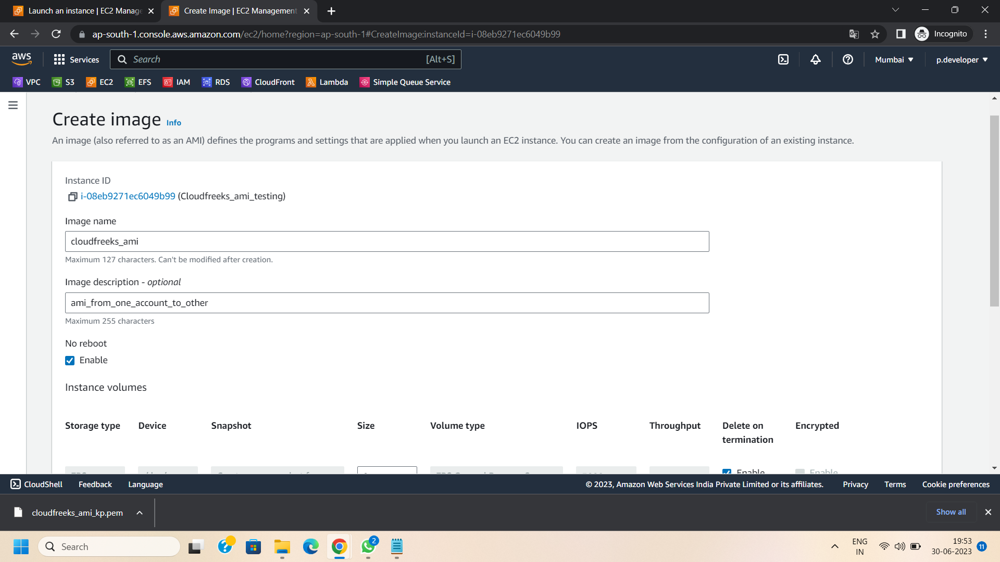 Launch an instance | EC2 Manage
Create Image | EC2 Management
ap-south-1.console.aws.amazon.com/ec2/home?region=ap-south-1#CreateImage:instanceId=i-08eb9271ec6049b99
Incognito
aws
Services
Search
[Alt+S]
Mumbai
p.developer
VPC
S3
EC2
EFS
IAM
RDS
CloudFront
Lambda
Simple Queue Service
Create image Info
An image (also referred to as an AMI) defines the programs and settings that are applied when you launch an EC2 instance. You can create an image from the configuration of an existing instance.
Instance ID
i-08eb9271ec6049b99 (Cloudfreeks_ami_testing)
Image name
cloudfreeks_ami
Maximum 127 characters. Can't be modified after creation.
Image description - optional
ami_from_one_account_to_other
Maximum 255 characters
No reboot
Enable
Instance volumes
Storage type
Device
Snapshot
Size
Volume type
IOPS
Throughput
Delete on
termination
Encrypted
Enable
Enable
CloudShell
Feedback
Language
© 2023, Amazon Web Services India Private Limited or its affiliates.
Privacy
Terms
Cookie preferences
cloudfreeks_ami_kp.pem
Show all
Search
2
ENG
IN
19:53
30-06-2023
11